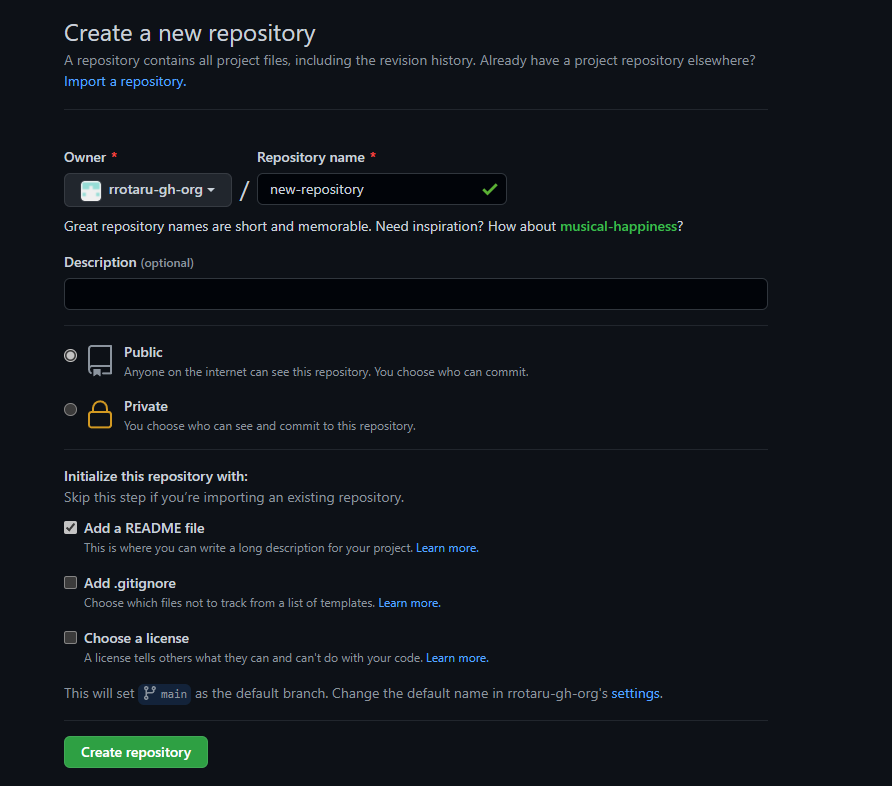 Create a new repository
A repository contains all project files, including the revision history. Already have a project repository elsewhere?
Import a repository.
Owner * Repository name *
rrotaru-gh-org / new-repository
Great repository names are short and memorable. Need inspiration? How about musical-happiness?
Description (optional)
Public
Anyone on the internet can see this repository. You choose who can commit.
Private
You choose who can see and commit to this repository.
Initialize this repository with:
Skip this step if you’re importing an existing repository.
Add a README file
This is where you can write a long description for your project. Learn more.
Add .gitignore
Choose which files not to track from a list of templates. Learn more.
Choose a license
A license tells others what they can and can't do with your code. Learn more.
This will set main as the default branch. Change the default name in rrotaru-gh-org's settings.
Create repository